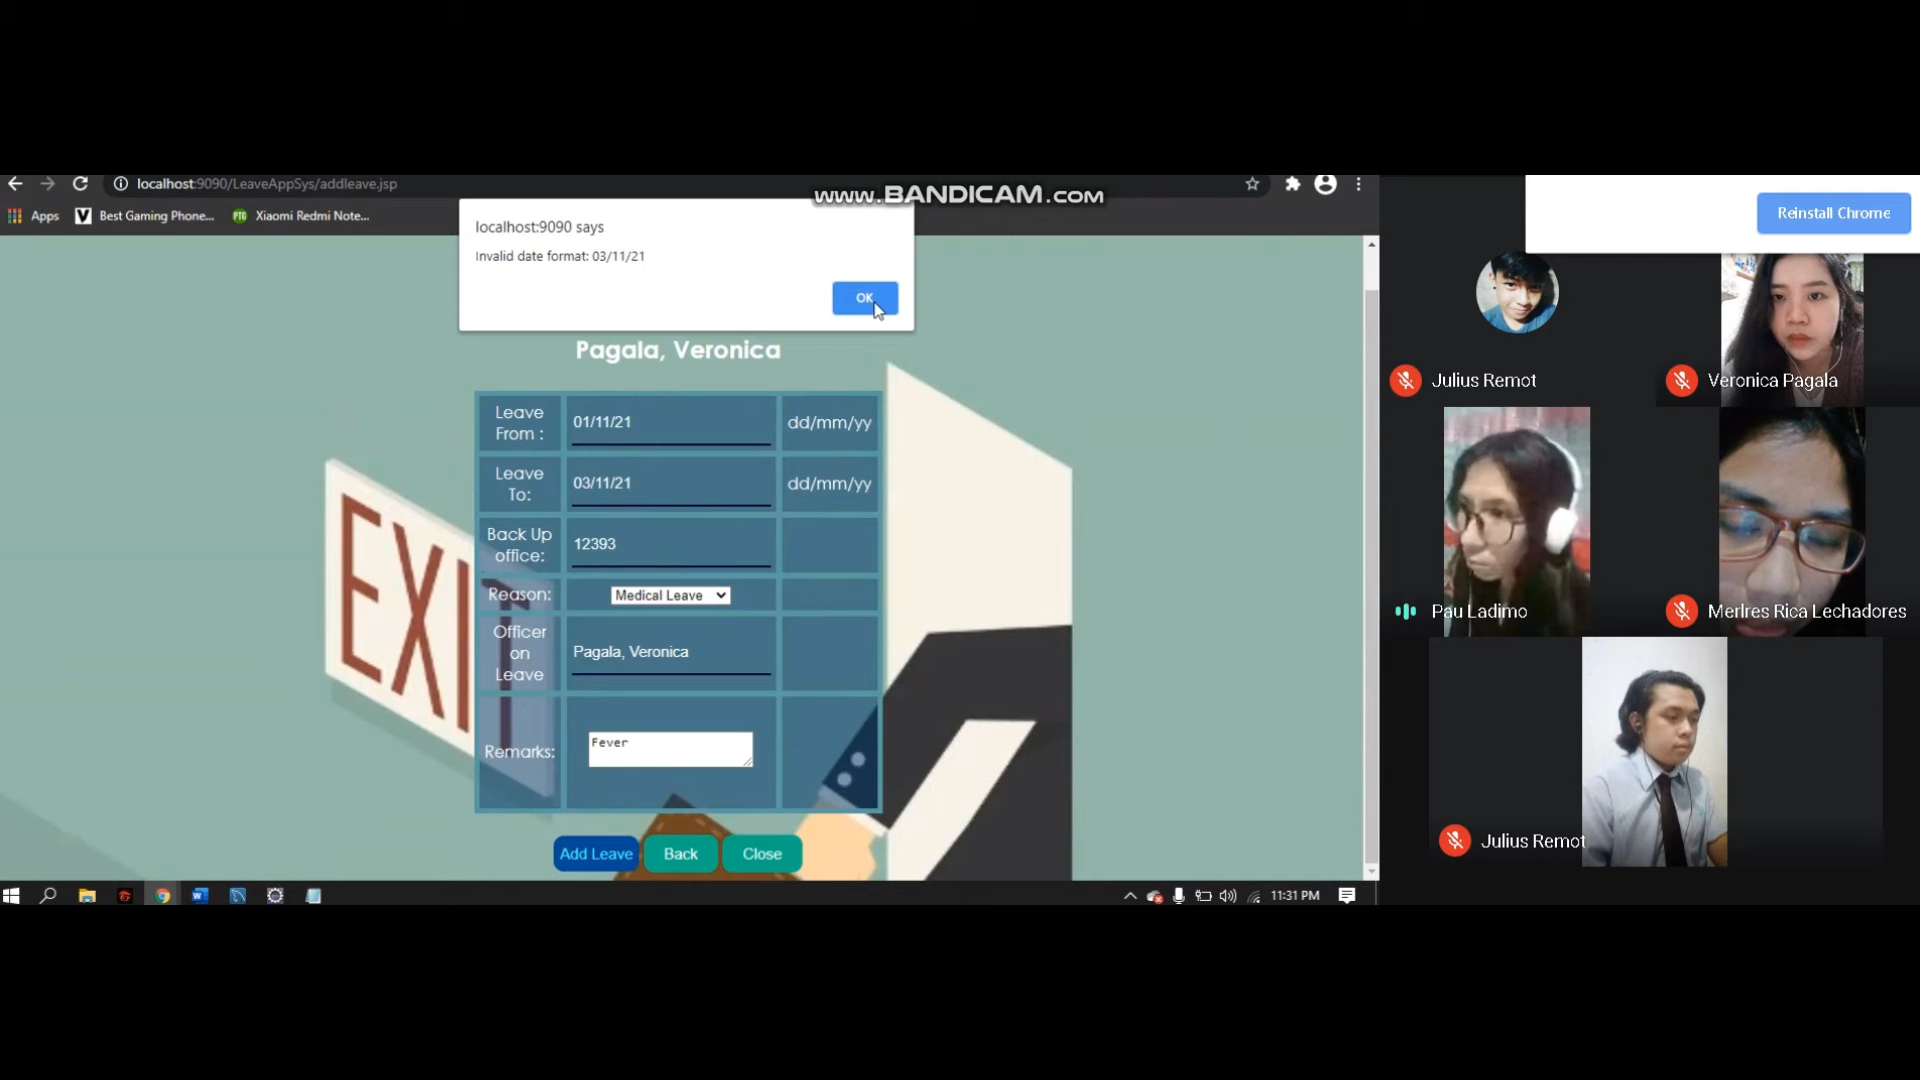 localhost:9090/LeaveAppSys/addleave.jsp
www.BANDICAM.com
Apps
Best Gaming Phone...
Xiaomi Redmi Note...
Reinstall Chrome
localhost:9090 says
Invalid date format: 03/11/21
OK
Pagala, Veronica
Leave From :
01/11/21
dd/mm/yy
Leave To:
03/11/21
dd/mm/yy
Back Up office:
12393
Reason:
Medical Leave
Officer on Leave
Pagala, Veronica
Remarks:
Fever
Add Leave
Back
Close
EXIT
Julius Remot
Veronica Pagala
Pau Ladimo
Merlres Rica Lechadores
Julius Remot
11:31 PM